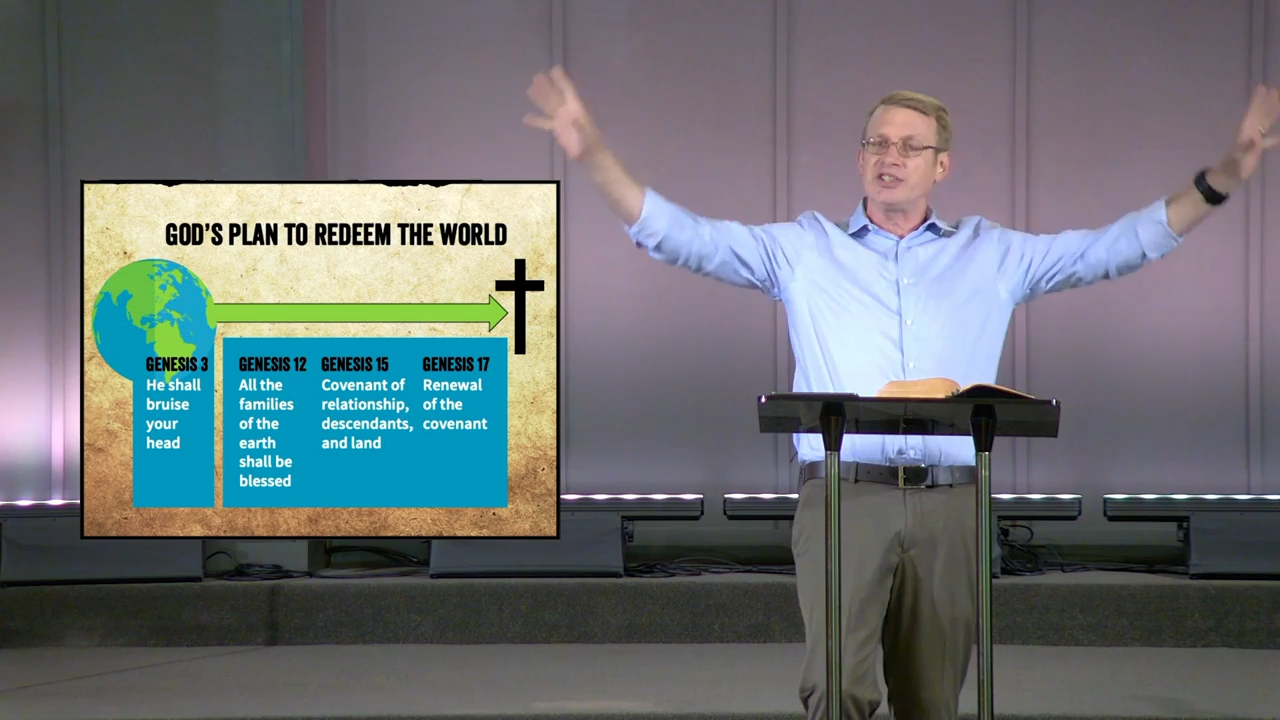 GOD'S PLAN TO REDEEM THE WORLD
GENESIS 3
He shall
bruise
your
head
GENESIS 12
All the
families
of the
earth
shall be
blessed
GENESIS 15
Covenant of
relationship,
descendants,
and land
GENESIS 17
Renewal
of the
covenant